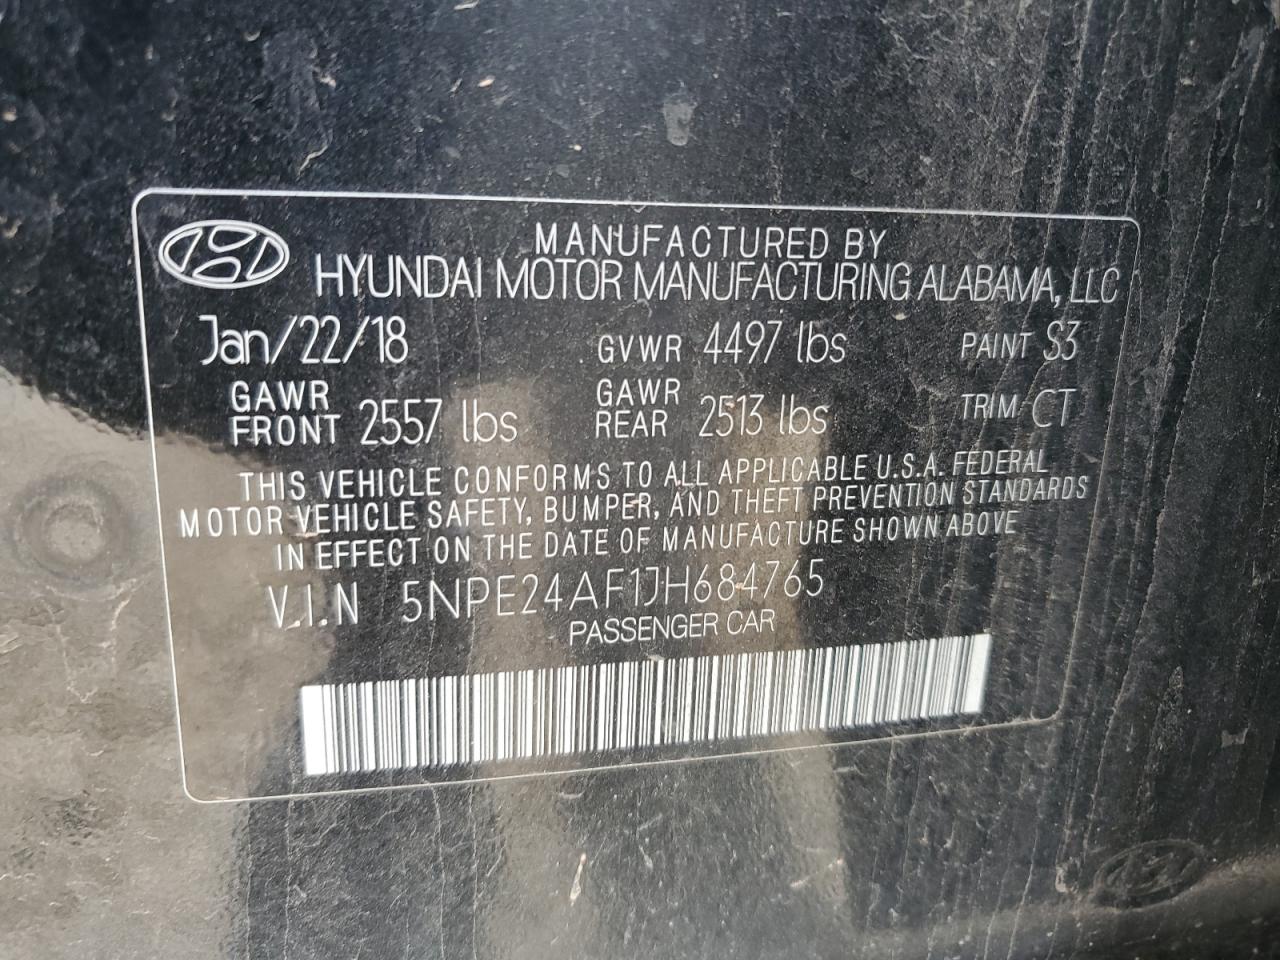 MANUFACTURED BY
HYUNDAI MOTOR MANUFACTURING ALABAMA, LLC
Jan/22/18 GVWR 4497 lbs PAINT S3
GAWR FRONT 2557 lbs GAWR REAR 2513 lbs TRIM CT
THIS VEHICLE CONFORMS TO ALL APPLICABLE U.S.A. FEDERAL
MOTOR VEHICLE SAFETY, BUMPER, AND THEFT PREVENTION STANDARDS
IN EFFECT ON THE DATE OF MANUFACTURE SHOWN ABOVE
V.I.N 5NPE24AF1JH684765
PASSENGER CAR